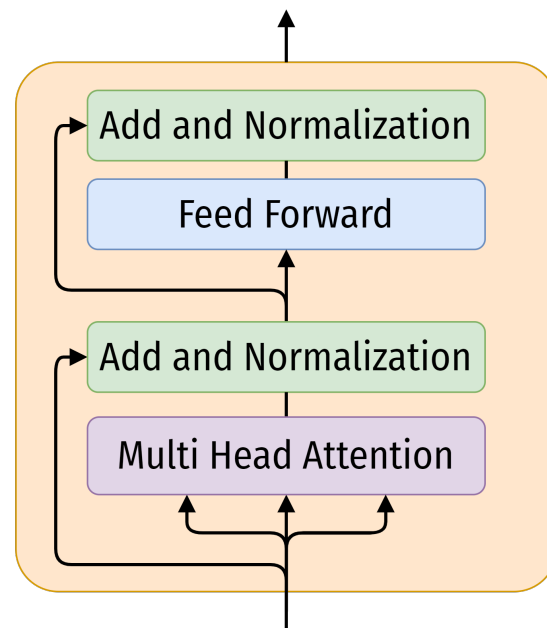 Add and Normalization
Feed Forward
Add and Normalization
Multi Head Attention